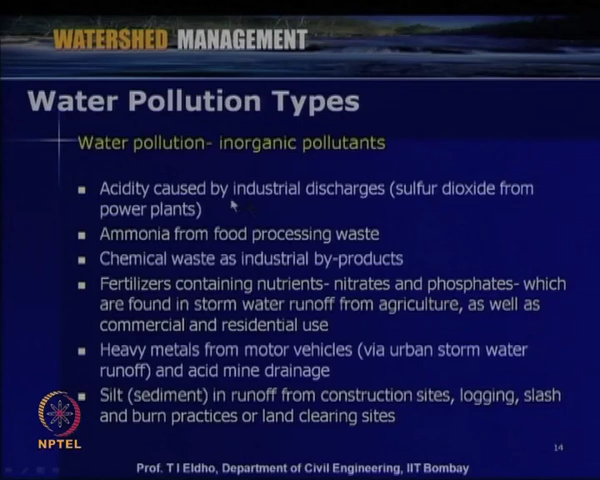 WATERSHED MANAGEMENT
Water Pollution Types
Water pollution- inorganic pollutants
Acidity caused by industrial discharges (sulfur dioxide from
power plants)
Ammonia from food processing waste
Chemical waste as industrial by-products
Fertilizers containing nutrients- nitrates and phosphates- which
are found in storm water runoff from agriculture, as well as
commercial and residential use
Heavy metals from motor vehicles (via urban storm water
runoff) and acid mine drainage
Silt (sediment) in runoff from construction sites, logging, slash
and burn practices or land clearing sites
NPTEL
14
Prof. T I Eldho, Department of Civil Engineering, IIT Bombay